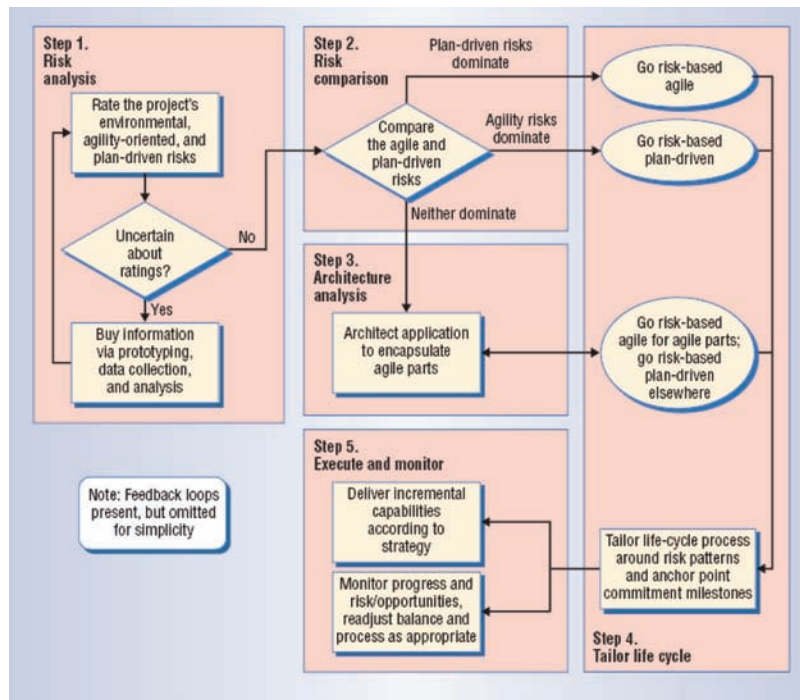 Step 1.
Risk
analysis
Rate the project's
environmental,
agility-oriented, and
plan-driven risks
Uncertain
about
ratings?
No
Yes
Buy information
via prototyping,
data collection,
and analysis
Note: Feedback loops
present, but omitted
for simplicity
Step 2.
Risk
comparison
Plan-driven risks
dominate
Compare
the agile and
plan-driven
risks
Agility risks
dominate
Neither dominate
Go risk-based
agile
Go risk-based
plan-driven
Step 3.
Architecture
analysis
Architect application
to encapsulate
agile parts
Go risk-based
agile for agile parts;
go risk-based
plan-driven
elsewhere
Step 4.
Tailor life cycle
Tailor life-cycle process
around risk patterns
and anchor point
commitment milestones
Step 5.
Execute and monitor
Deliver incremental
capabilities
according to
strategy
Monitor progress and
risk/opportunities,
readjust balance and
process as appropriate